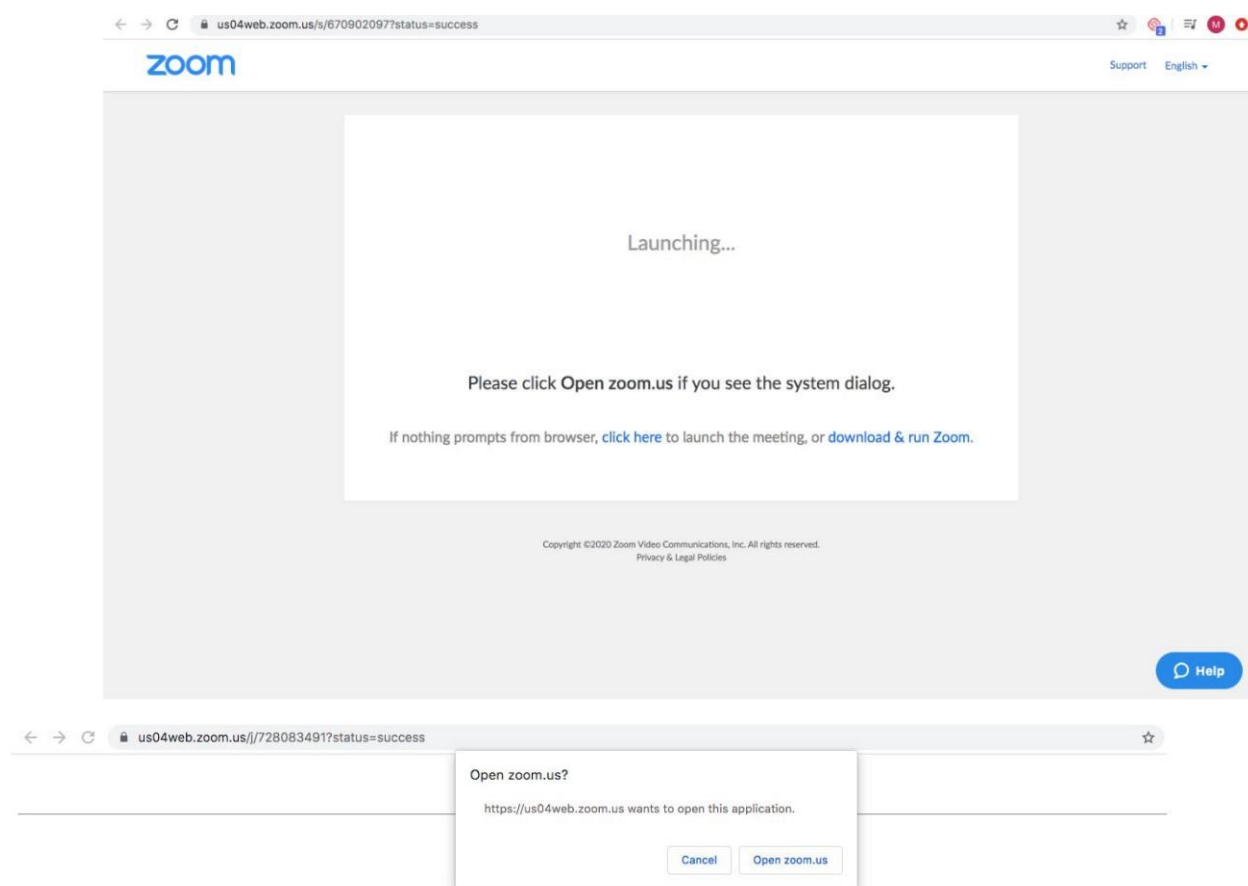 us04web.zoom.us/s/670902097?status=success
2
M
zoom
Support English
Launching...
Please click Open zoom.us if you see the system dialog.
If nothing prompts from browser, click here to launch the meeting, or download & run Zoom.
Copyright ©2020 Zoom Video Communications, Inc. All rights reserved.
Privacy & Legal Policies
Help
us04web.zoom.us/j/728083491?status=success
Open zoom.us?
https://us04web.zoom.us wants to open this application.
Cancel Open zoom.us